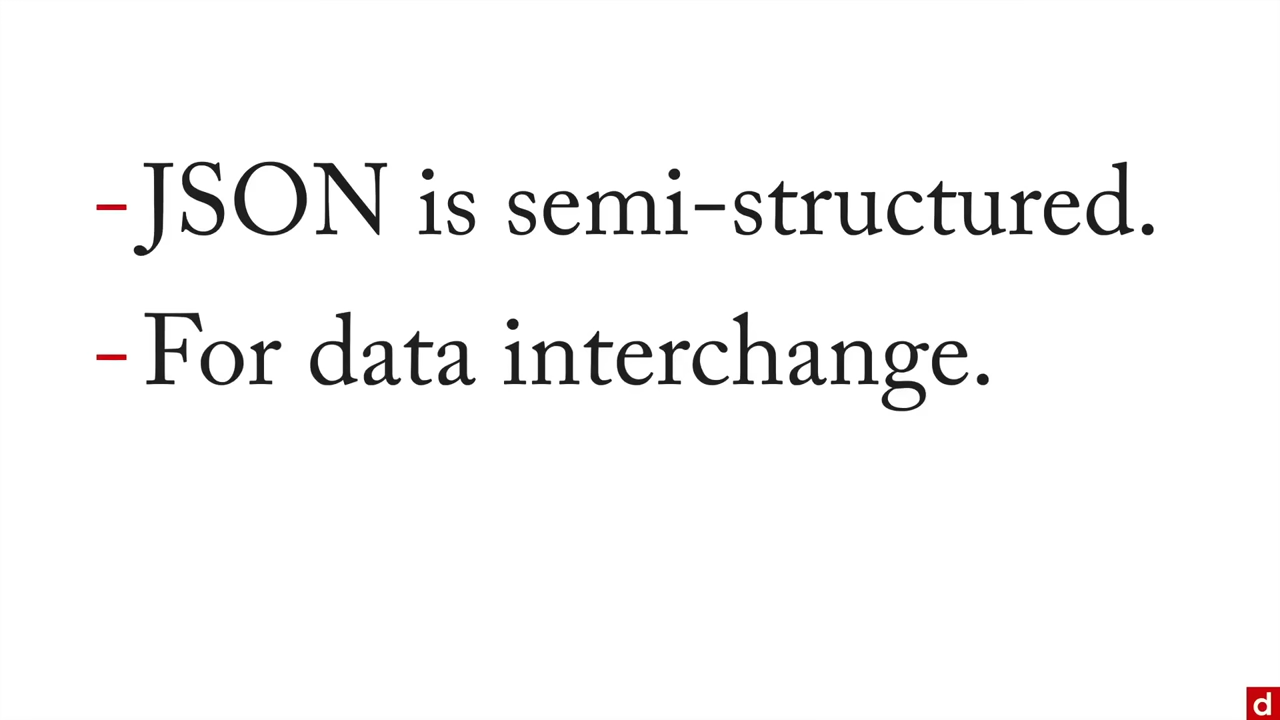 -JSON is semi-structured.
-For data interchange.
d